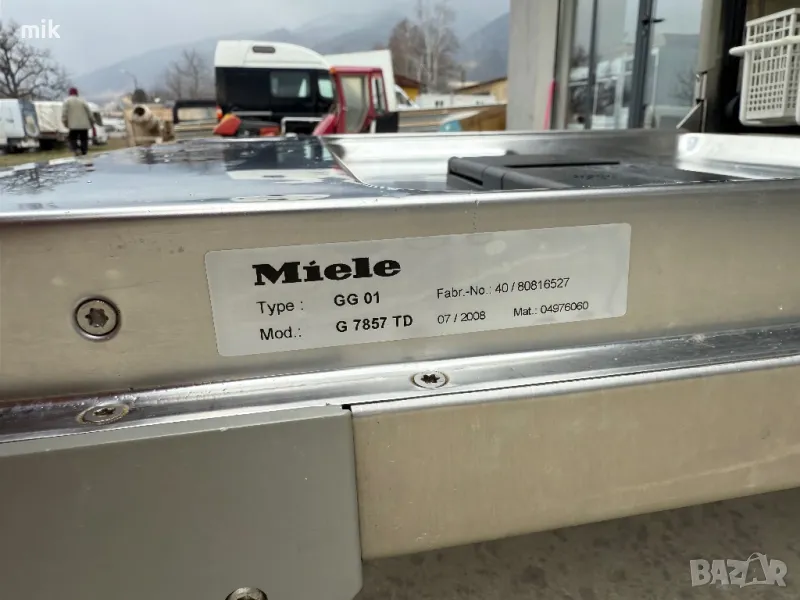 mik
Miele
Type : GG 01 Fabr.-No.: 40 / 80816527
Mod.: G 7857 TD 07 / 2008 Mat.: 04976060
BAZAR